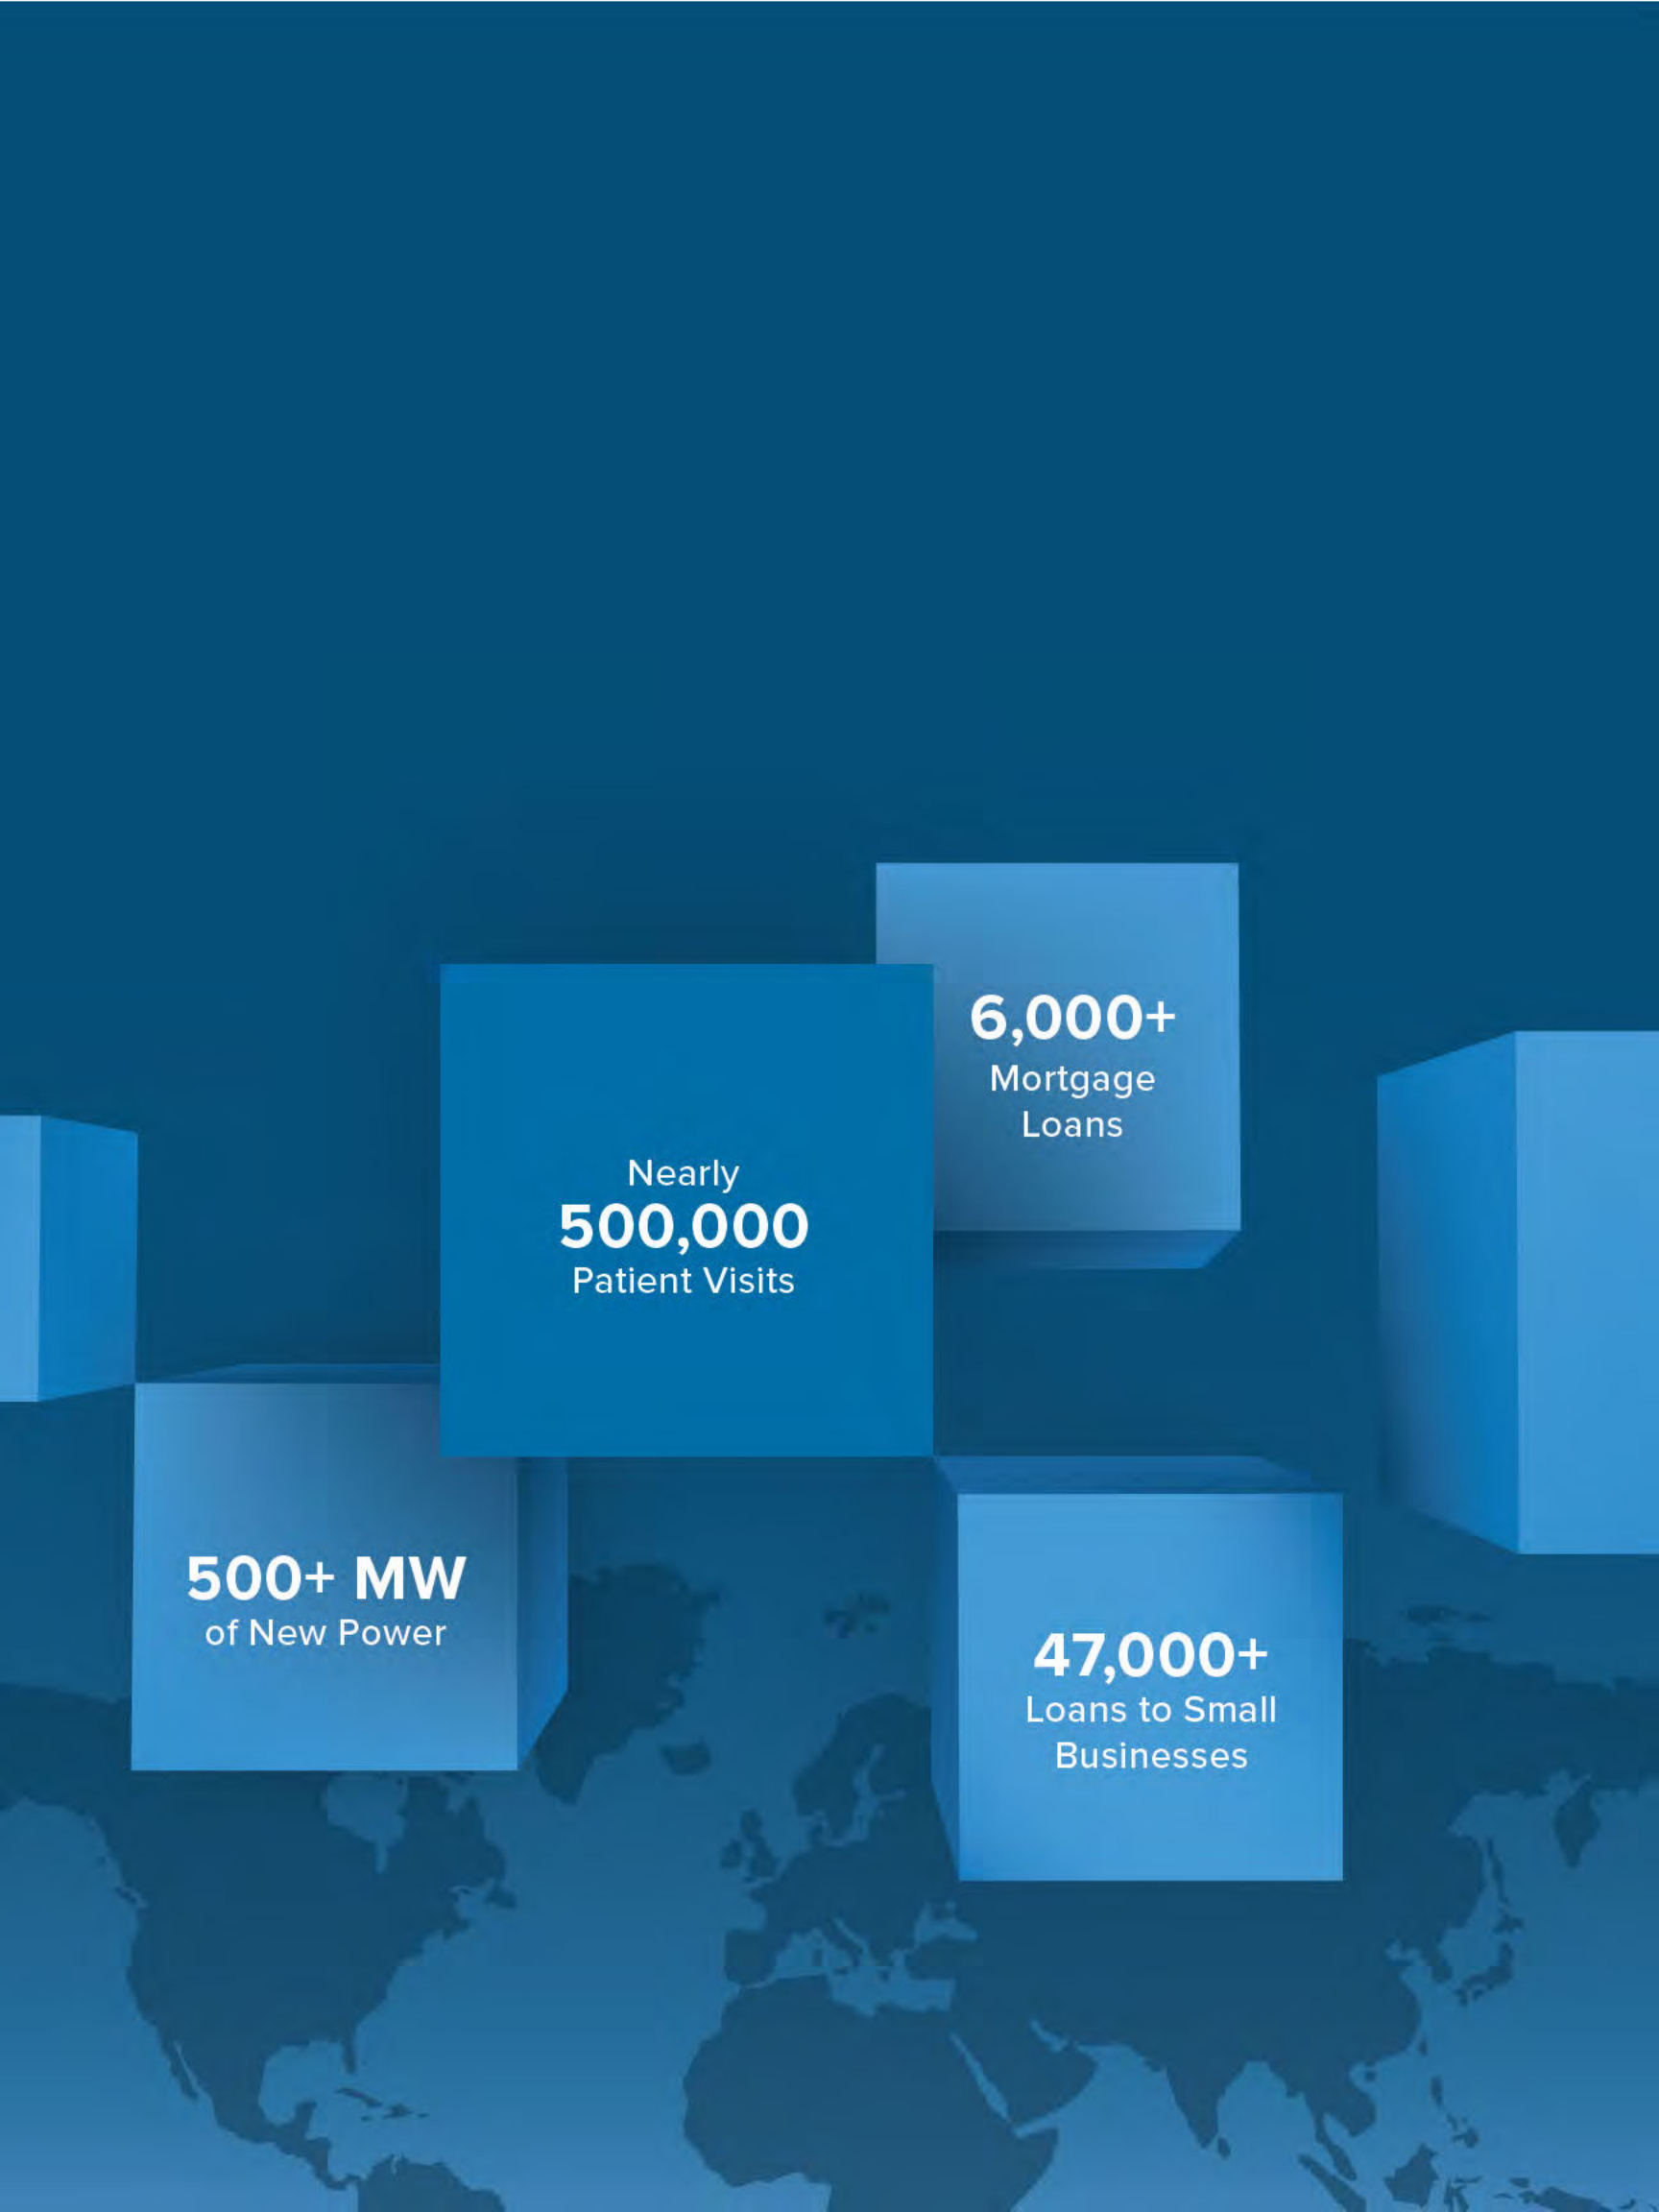 6,000+
Mortgage
Loans
Nearly
500,000
Patient Visits
500+ MW
of New Power
47,000+
Loans to Small
Businesses